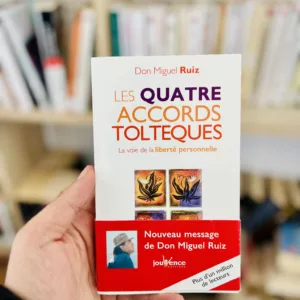 Don Miguel Ruiz
LES QUATRE
ACCORDS
TOLTÈQUES
La voie de la liberté personnelle
Nouveau message
de Don Miguel Ruiz
jouvence
Plus d'un million
de lecteurs